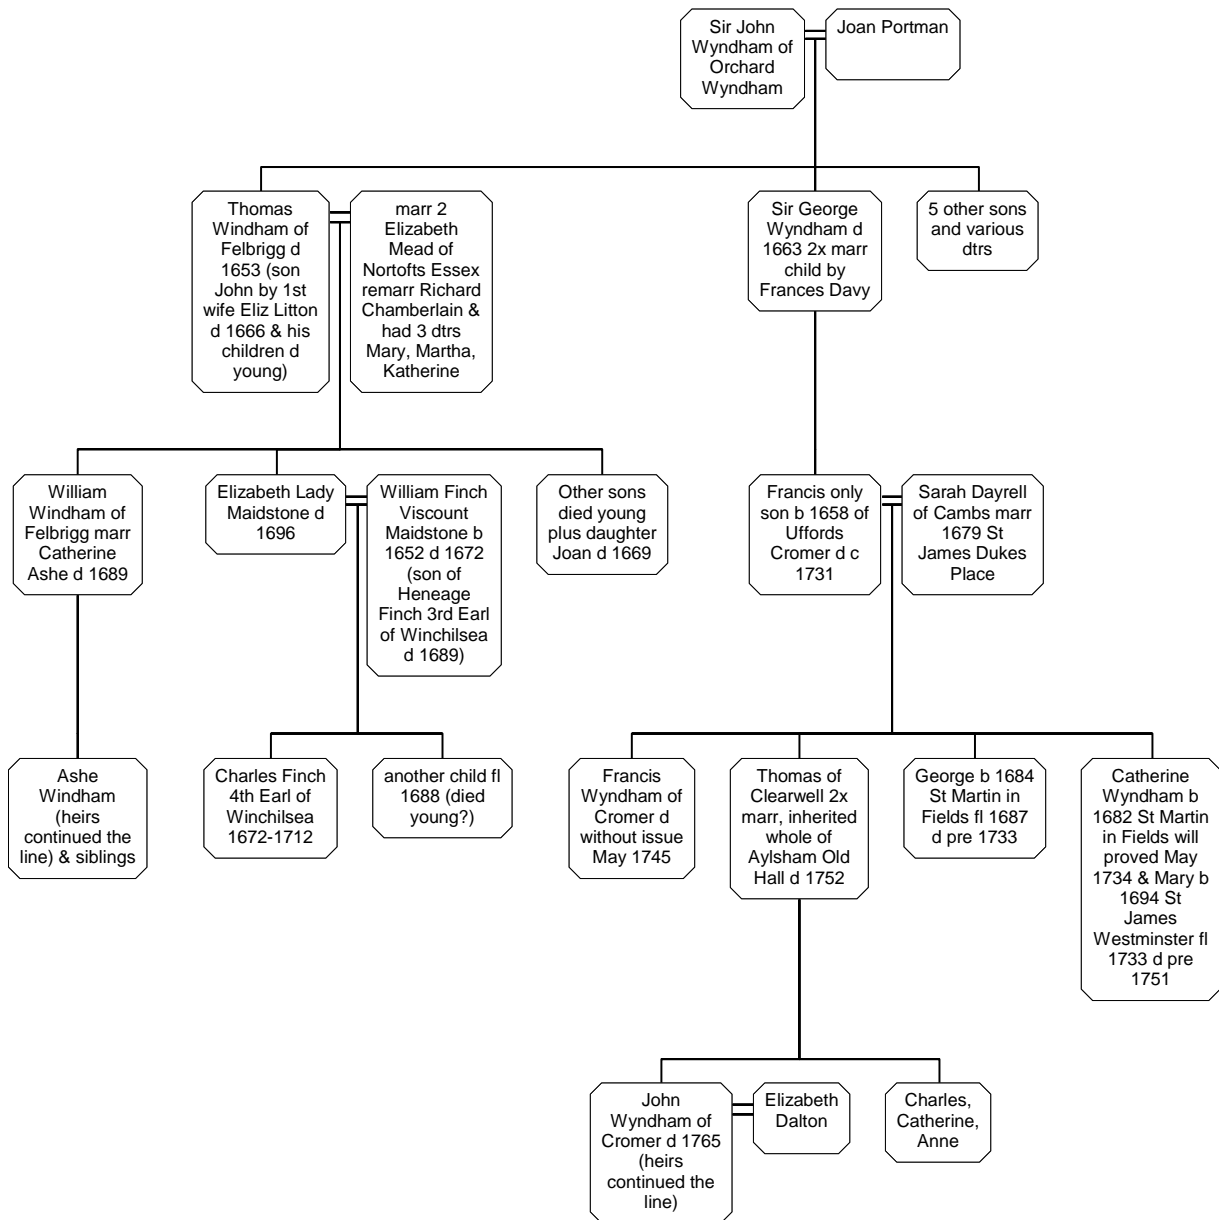 Sir John
Wyndham of
Orchard
Wyndham
Joan Portman
Thomas
Windham of
Felbrigg d
1653 (son
John by 1st
wife Eliz Litton
d 1666 & his
children d
young)
marr 2
Elizabeth
Mead of
Nortofts Essex
remarr Richard
Chamberlain &
had 3 dtrs
Mary, Martha,
Katherine
Sir George
Wyndham d
1663 2x marr
child by
Frances Davy
5 other sons
and various
dtrs
William
Windham of
Felbrigg marr
Catherine
Ashe d 1689
Elizabeth Lady
Maidstone d
1696
William Finch
Viscount
Maidstone b
1652 d 1672
(son of
Heneage
Finch 3rd Earl
of Winchilsea
d 1689)
Other sons
died young
plus daughter
Joan d 1669
Francis only
son b 1658 of
Uffords
Cromer d c
1731
Sarah Dayrell
of Cambs marr
1679 St
James Dukes
Place
Ashe
Windham
(heirs
continued the
line) & siblings
Charles Finch
4th Earl of
Winchilsea
1672-1712
another child fl
1688 (died
young?)
Francis
Wyndham of
Cromer d
without issue
May 1745
Thomas of
Clearwell 2x
marr, inherited
whole of
Aylsham Old
Hall d 1752
George b 1684
St Martin in
Fields fl 1687
d pre 1733
Catherine
Wyndham b
1682 St Martin
in Fields will
proved May
1734 & Mary b
1694 St
James
Westminster fl
1733 d pre
1751
John
Wyndham of
Cromer d 1765
(heirs
continued the
line)
Elizabeth
Dalton
Charles,
Catherine,
Anne